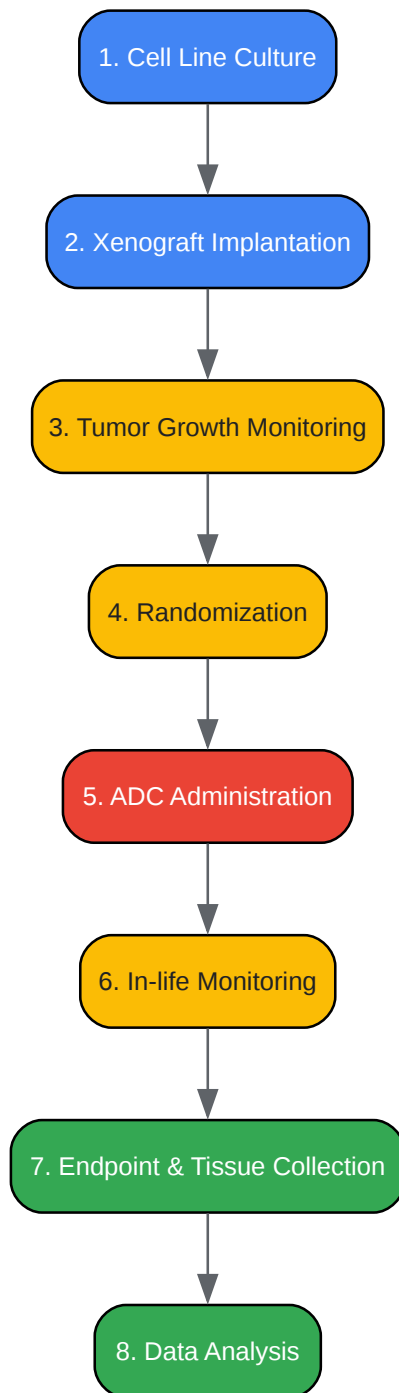 1. Cell Line Culture
2. Xenograft Implantation
3. Tumor Growth Monitoring
4. Randomization
5. ADC Administration
6. In-life Monitoring
7. Endpoint & Tissue Collection
8. Data Analysis